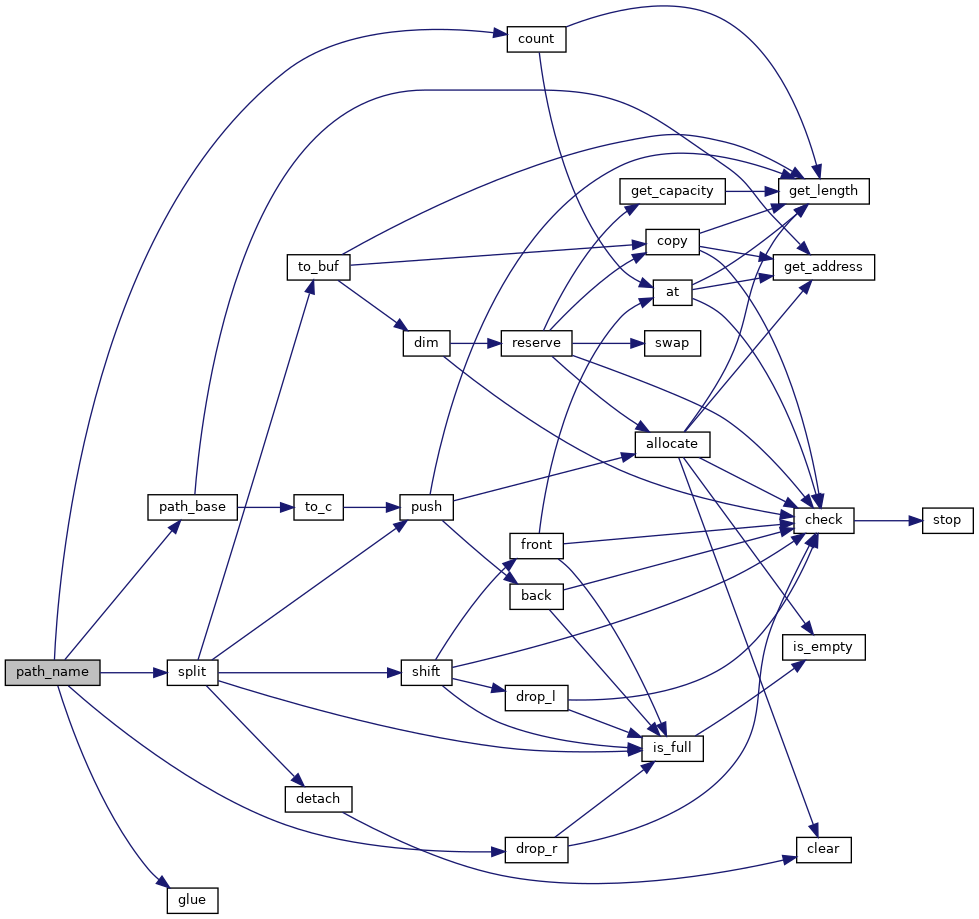 count
get_capacity
get_length
copy
to_buf
get_address
at
dim
reserve
swap
allocate
path_base
to_c
push
check
stop
front
back
is_empty
path_name
split
shift
drop_l
is_full
detach
drop_r
clear
glue